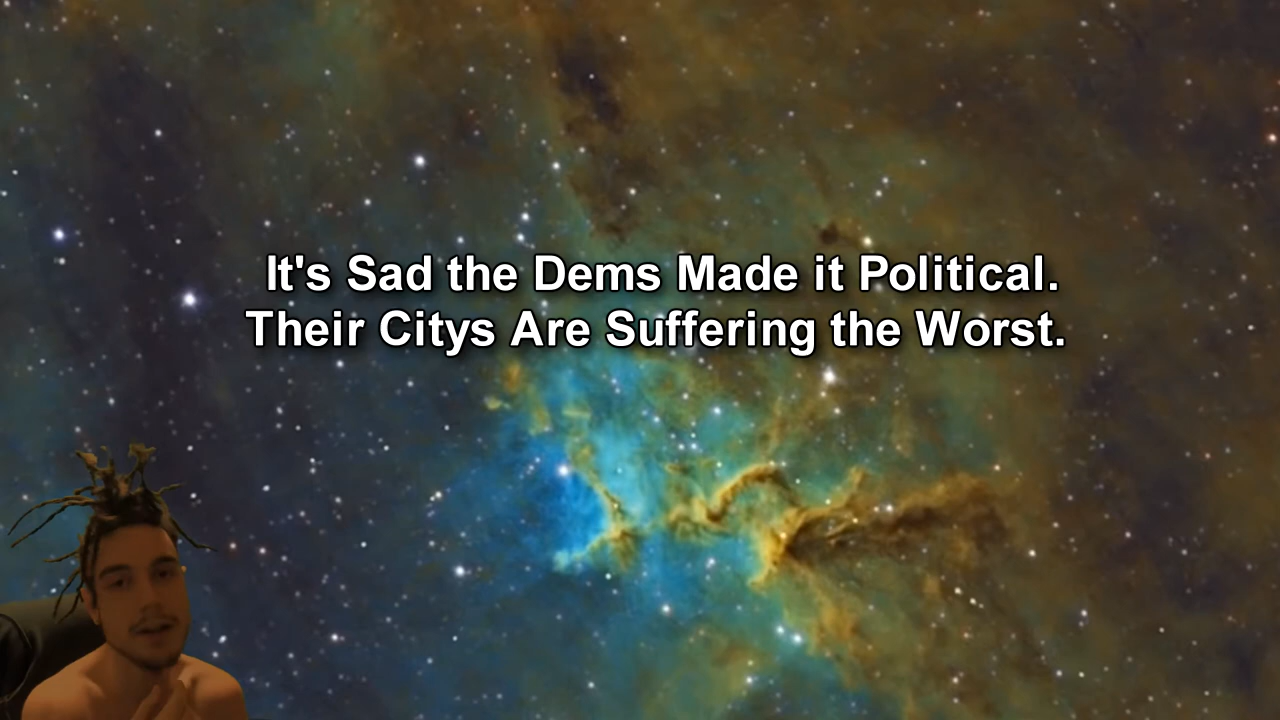 It's Sad the Dems Made it Political.
Their Citys Are Suffering the Worst.